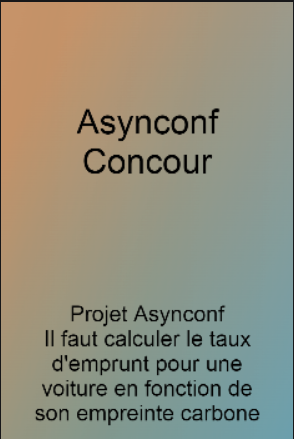 Asynconf
Concour
Projet Asynconf
Il faut calculer le taux
d'emprunt pour une
voiture en fonction de
son empreinte carbone